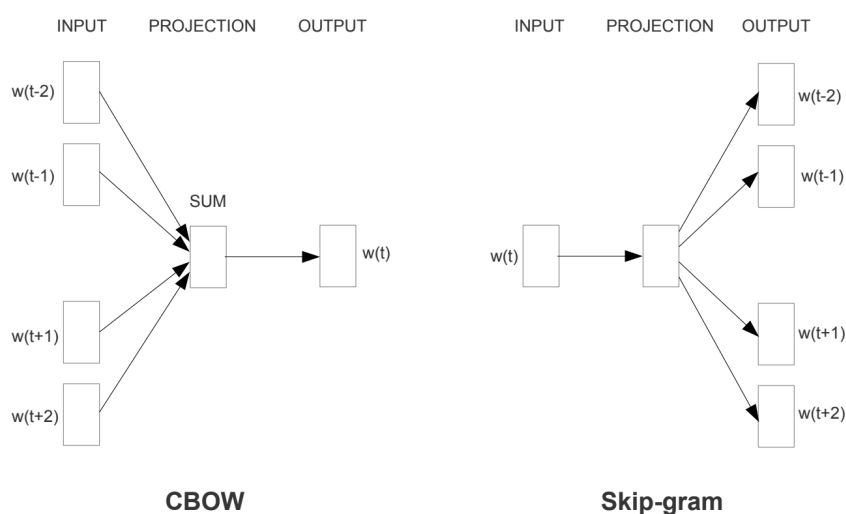 INPUT PROJECTION OUTPUT
w(t-2)
w(t-1)
SUM
w(t)
w(t+1)
w(t+2)
CBOW
INPUT PROJECTION OUTPUT
w(t-2)
w(t-1)
w(t)
w(t+1)
w(t+2)
Skip-gram